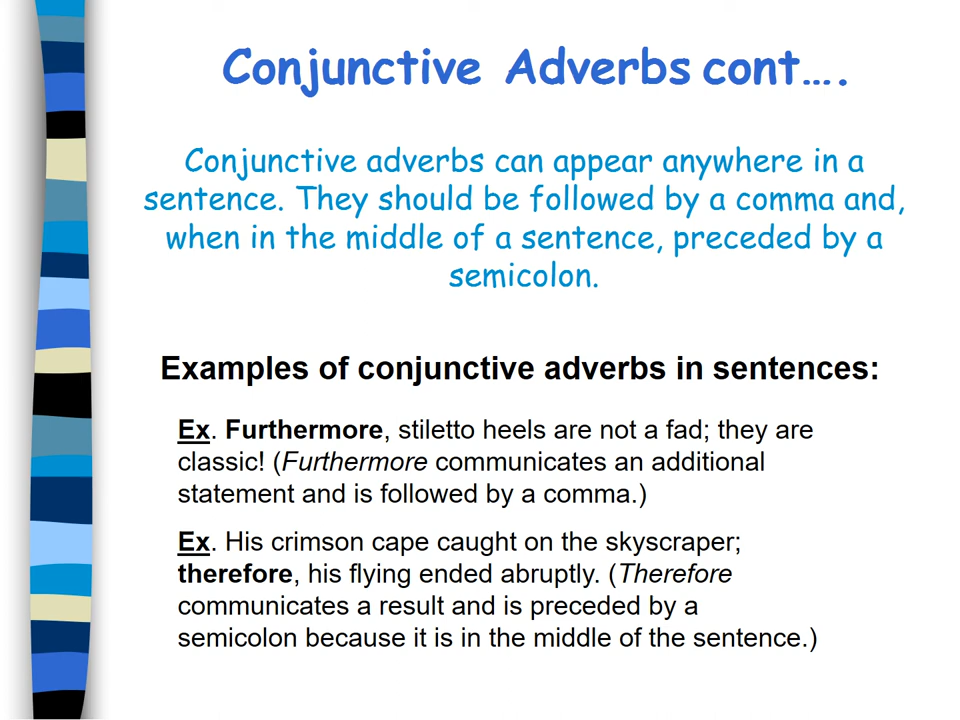 Conjunctive Adverbs cont….
Conjunctive adverbs can appear anywhere in a
sentence. They should be followed by a comma and,
when in the middle of a sentence, preceded by a
semicolon.
Examples of conjunctive adverbs in sentences:
Ex. Furthermore, stiletto heels are not a fad; they are
classic! (Furthermore communicates an additional
statement and is followed by a comma.)
Ex. His crimson cape caught on the skyscraper;
therefore, his flying ended abruptly. (Therefore
communicates a result and is preceded by a
semicolon because it is in the middle of the sentence.)